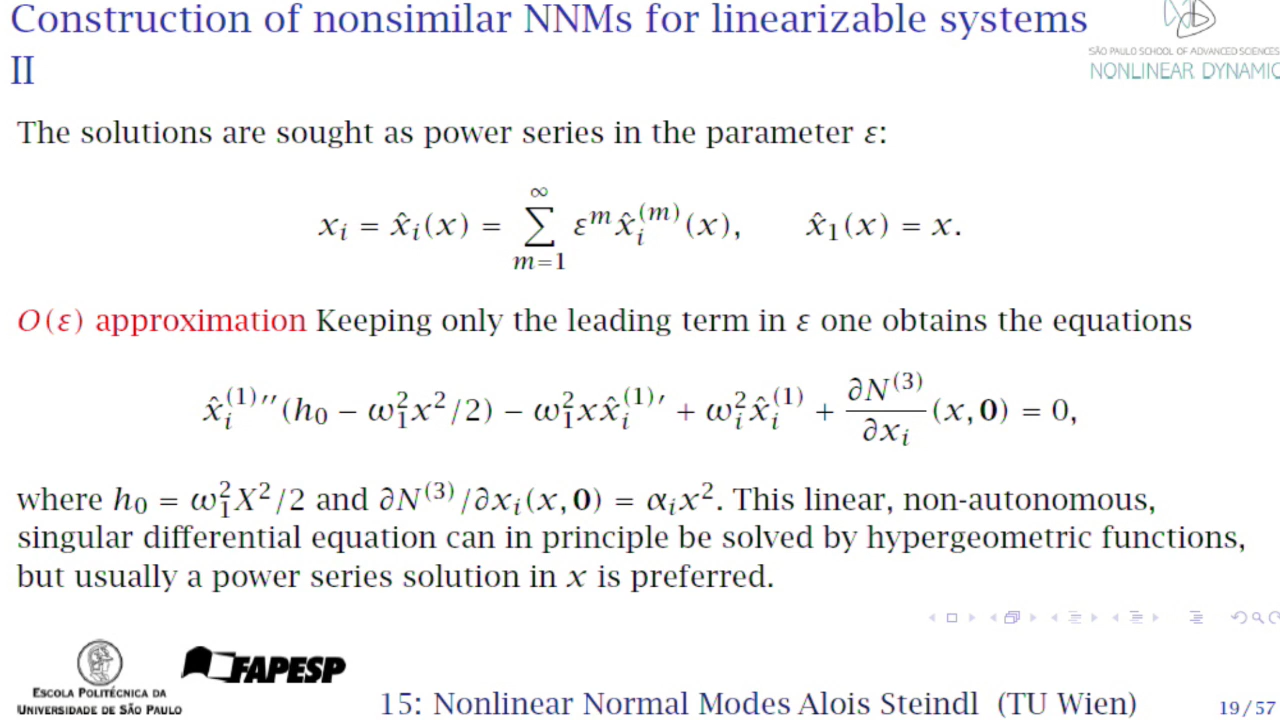 Construction of nonsimilar NNMs for linearizable systems
II
SÃO PAULO SCHOOL OF ADVANCED SCIENCES
NONLINEAR DYNAMIC
The solutions are sought as power series in the parameter ε:
x_i = x̂_i(x) = ∑_{m=1}^{∞} ε^m x̂_i^{(m)}(x),   x̂_1(x) = x.
O(ε) approximation Keeping only the leading term in ε one obtains the equations
x̂_i^{(1)}′′(h_0 − ω_1^2 x^2/2) − ω_1^2 x x̂_i^{(1)}′ + ω_i^2 x̂_i^{(1)} + ∂N^{(3)}/∂x_i (x, 0) = 0,
where h_0 = ω_1^2 X^2/2 and ∂N^{(3)}/∂x_i(x, 0) = α_i x^2. This linear, non-autonomous,
singular differential equation can in principle be solved by hypergeometric functions,
but usually a power series solution in x is preferred.
ESCOLA POLITÉCNICA DA
UNIVERSIDADE DE SÃO PAULO
FAPESP
15: Nonlinear Normal Modes Alois Steindl (TU Wien)
19/57